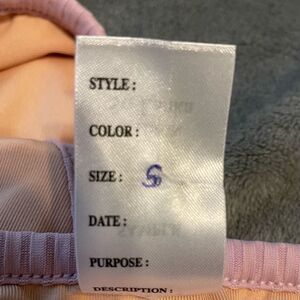 STYLE :
COLOR :
SIZE : S
DATE :
PURPOSE :
DESCRIPTION :